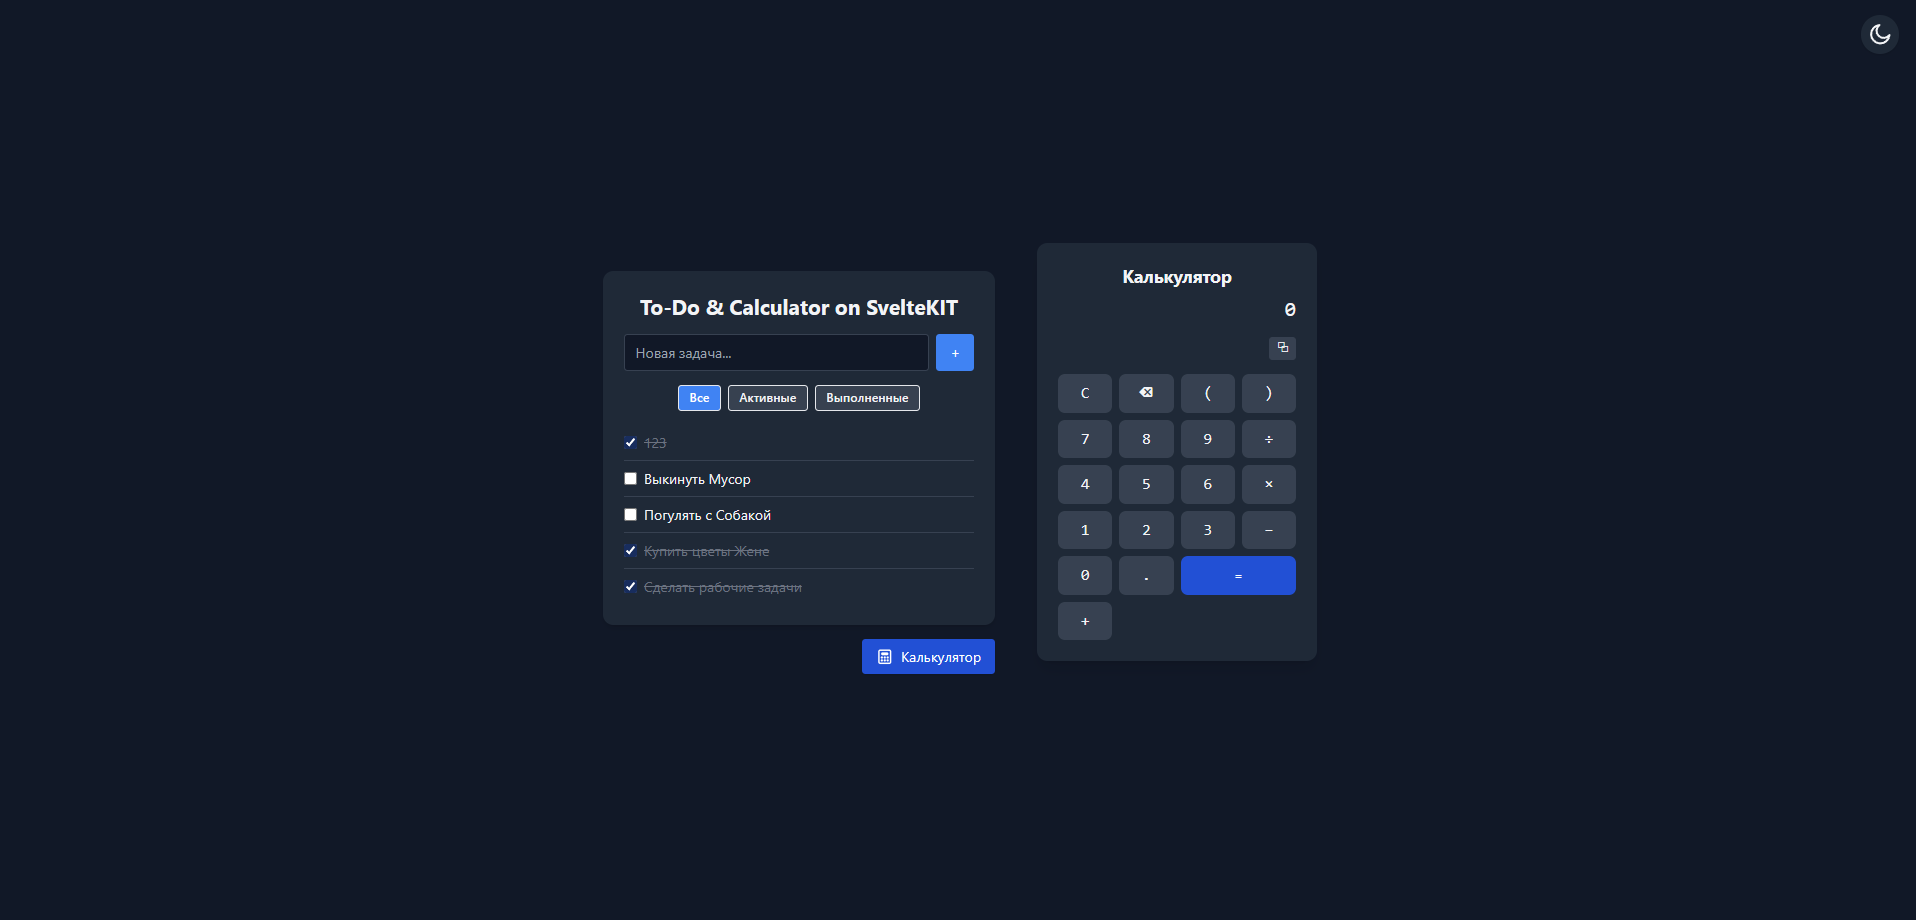 To-Do & Calculator on SvelteKIT
Новая задача...
+
Все Активные Выполненные
123
Выкинуть Мусор
Погулять с Собакой
Купить цветы Жене
Сделать рабочие задачи
Калькулятор
Калькулятор
0
C ( )
7 8 9 ÷
4 5 6 ×
1 2 3 −
0 . =
+